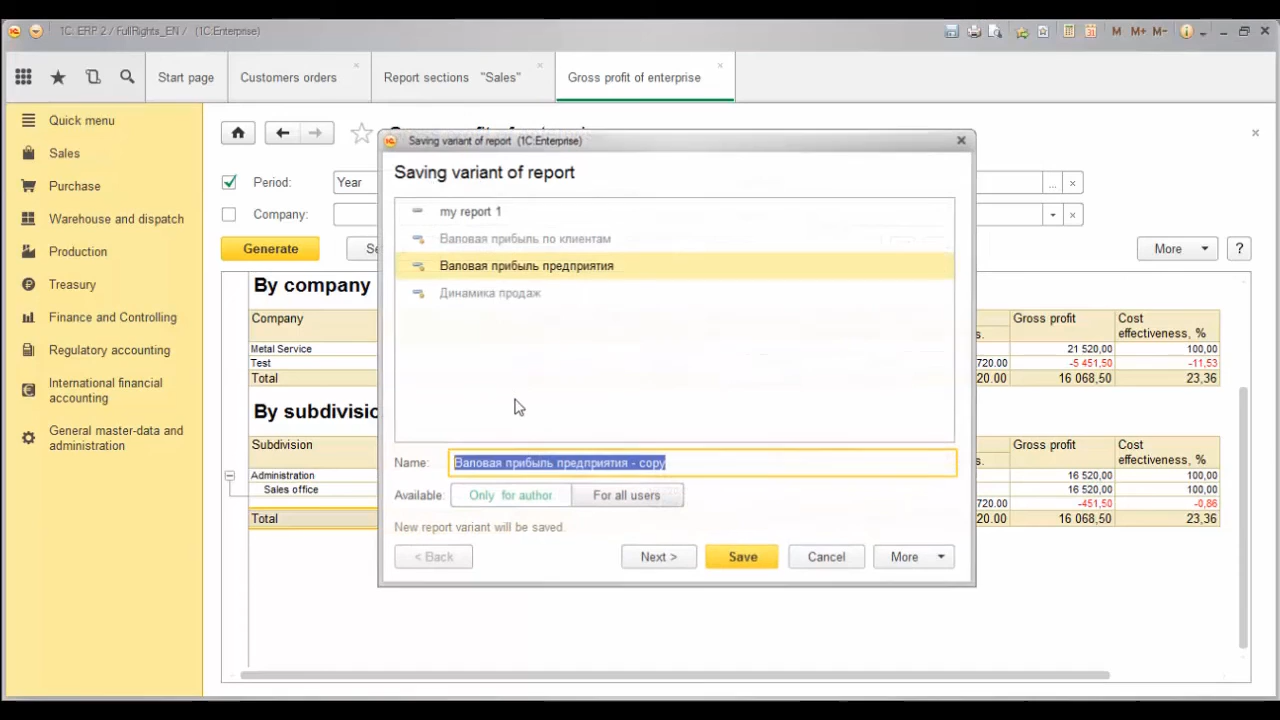 1C: ERP 2 / FullRights_EN / (1C:Enterprise)
M M+ M-
Start page
Customers orders
Report sections "Sales"
Gross profit of enterprise
Quick menu
Sales
Purchase
Warehouse and dispatch
Production
Treasury
Finance and Controlling
Regulatory accounting
International financial
accounting
General master-data and
administration
Period: Year
Company:
Generate
More
?
By company
Company
Gross profit
Cost
effectiveness, %
s.
Metal Service 21 520,00 100,00
Test 720.00 -5 451,50 -11,53
Total 20.00 16 068,50 23,36
Subdivision
Gross profit
Cost
effectiveness, %
s.
Administration 16 520,00 100,00
Sales office 16 520,00 100,00
720.00 -451,50 -0,86
Total 20.00 16 068,50 23,36
Saving variant of report (1C:Enterprise)
Saving variant of report
my report 1
Валовая прибыль по клиентам
Валовая прибыль предприятия
Динамика продаж
Name: Валовая прибыль предприятия - copy
Available: Only for author For all users
New report variant will be saved.
< Back
Next >
Save
Cancel
More